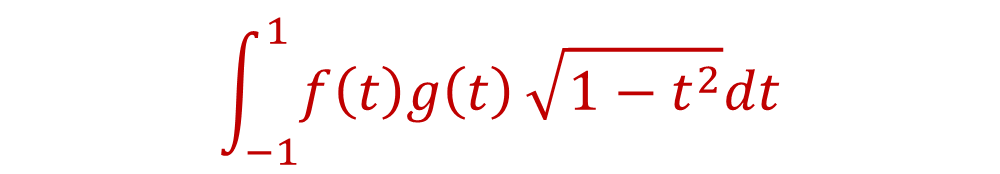 ∫_{-1}^{1} f(t)g(t) √(1 − t²) dt